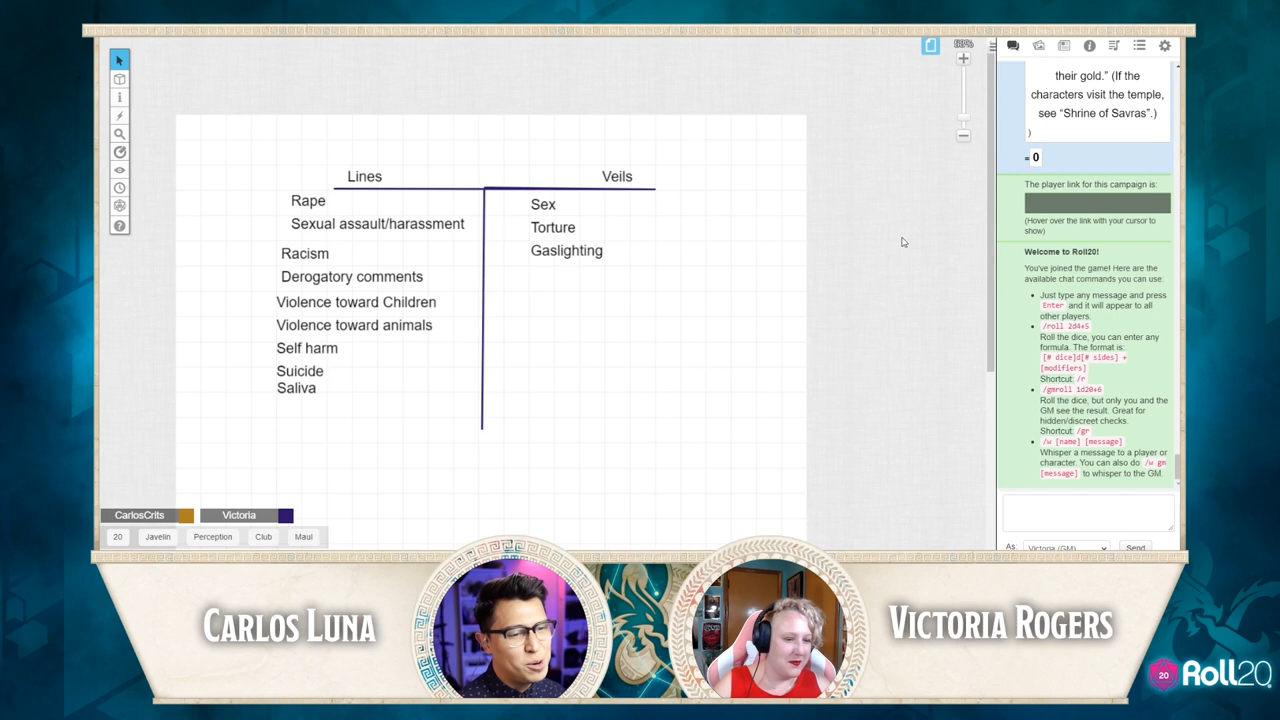 68%
their gold." (If the
characters visit the temple,
see "Shrine of Savras".)
)
= 0
The player link for this campaign is:
(Hover over the link with your cursor to
show)
Welcome to Roll20!
You've joined the game! Here are the
available chat commands you can use:
Just type any message and press
Enter and it will appear to all
other players.
/roll 2d4+5
Roll the dice, you can enter any
formula. The format is:
[# dice]d[# sides] +
[modifiers]
Shortcut: /r
/gmroll 1d20+6
Roll the dice, but only you and the
GM see the result. Great for
hidden/discreet checks.
Shortcut: /gr
/w [name] [message]
Whisper a message to a player or
character. You can also do /w gm
[message] to whisper to the GM.
As: Victoria (GM) Send
Lines
Rape
Sexual assault/harassment
Racism
Derogatory comments
Violence toward Children
Violence toward animals
Self harm
Suicide
Saliva
Veils
Sex
Torture
Gaslighting
CarlosCrits Victoria
20 Javelin Perception Club Maul
CARLOS LUNA
VICTORIA ROGERS
20 Roll20